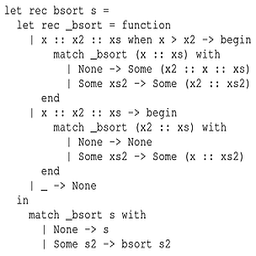 let rec bsort s =
  let rec _bsort = function
    | x :: x2 :: xs when x > x2 -> begin
        match _bsort (x :: xs) with
          | None -> Some (x2 :: x :: xs)
          | Some xs2 -> Some (x2 :: xs2)
      end
    | x :: x2 :: xs -> begin
        match _bsort (x2 :: xs) with
          | None -> None
          | Some xs2 -> Some (x :: xs2)
      end
    | _ -> None
  in
    match _bsort s with
      | None -> s
      | Some s2 -> bsort s2